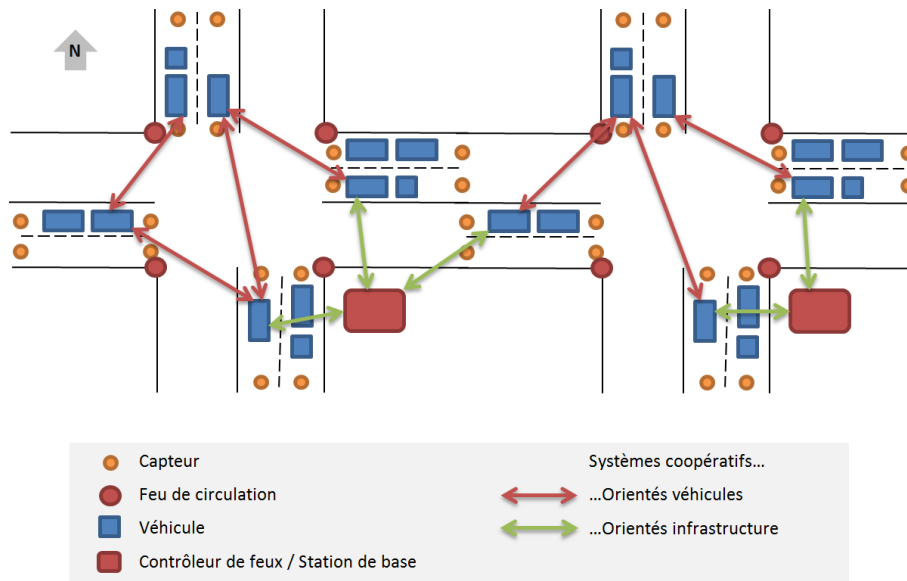 N
Capteur
Feu de circulation
Véhicule
Contrôleur de feux / Station de base
Systèmes coopératifs...
...Orientés véhicules
...Orientés infrastructure